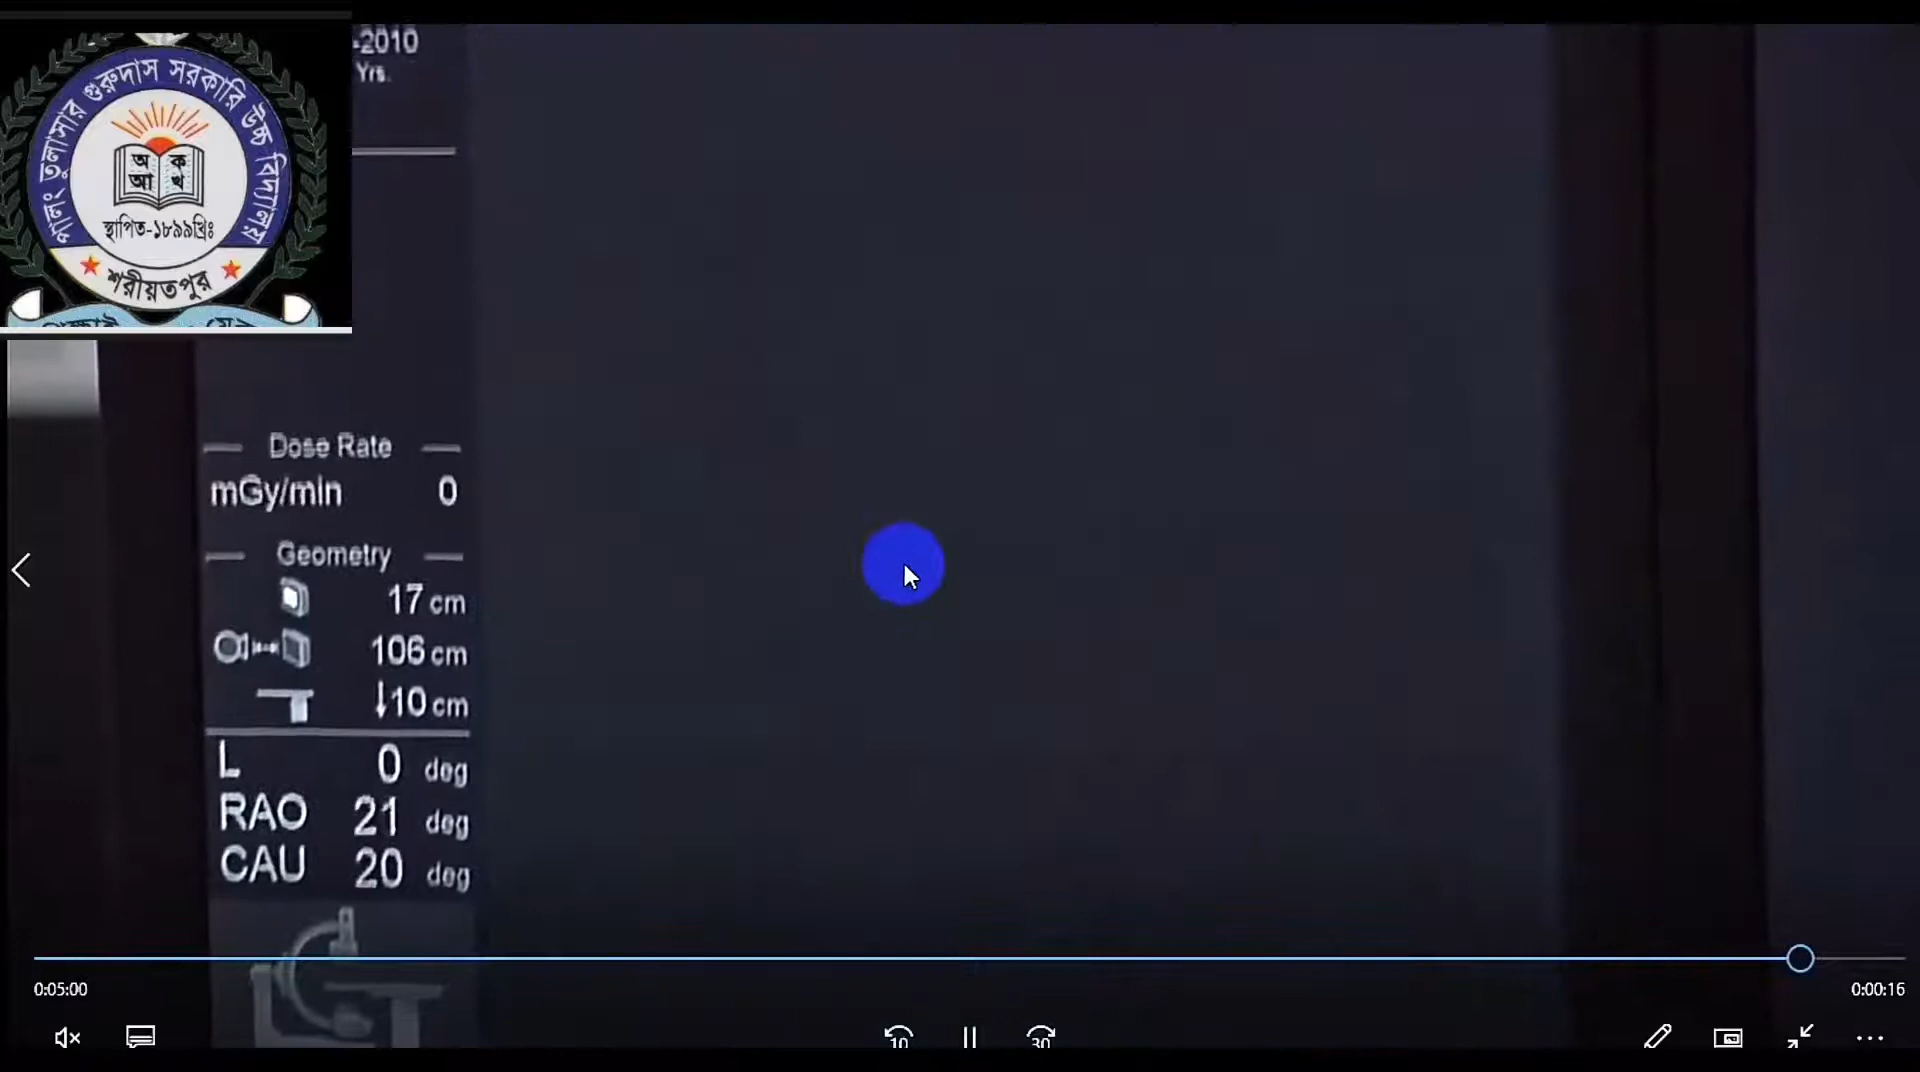 পালং তুলাসার গুরুদাস সরকারি উচ্চ বিদ্যালয়
অ ক
আ খ
স্থাপিত-১৮৯৯খ্রিঃ
শরীয়তপুর
-2010
Yrs.
Dose Rate
mGy/min 0
Geometry
17 cm
106 cm
↓10 cm
L 0 deg
RAO 21 deg
CAU 20 deg
0:05:00
0:00:16
10
30